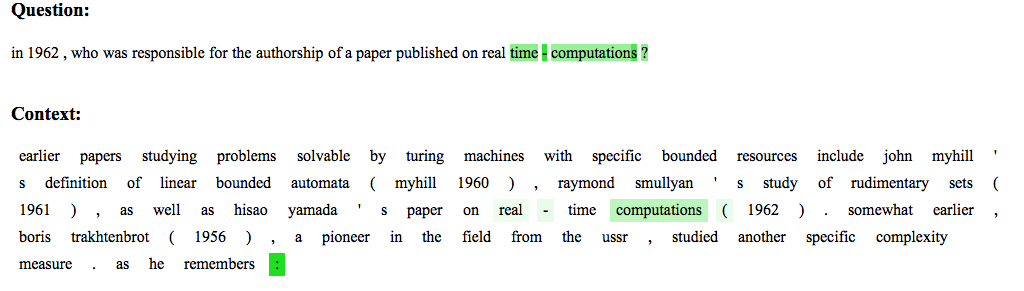 Question:
in 1962 , who was responsible for the authorship of a paper published on real time - computations ?
Context:
earlier papers studying problems solvable by turing machines with specific bounded resources include john myhill '
s definition of linear bounded automata ( myhill 1960 ) , raymond smullyan ' s study of rudimentary sets (
1961 ) , as well as hisao yamada ' s paper on real - time computations ( 1962 ) . somewhat earlier ,
boris trakhtenbrot ( 1956 ) , a pioneer in the field from the ussr , studied another specific complexity
measure . as he remembers :